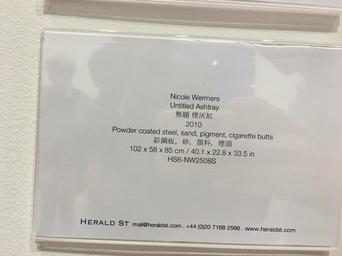 Nicole Wermers
Untitled Ashtray
無題 煙灰缸
2010
Powder coated steel, sand, pigment, cigarette butts
彩鋼板，砂，顏料，煙頭
102 x 58 x 85 cm / 40.1 x 22.8 x 33.5 in
HS6-NW2508S
HERALD ST mail@heraldst.com . +44 (0)20 7168 2566 . www.heraldst.com